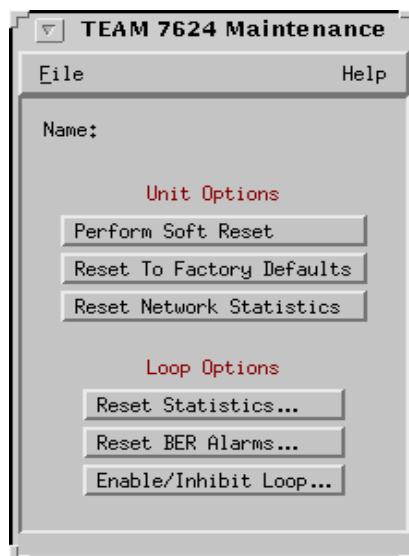 TEAM 7624 Maintenance
File Help
Name:
Unit Options
Perform Soft Reset
Reset To Factory Defaults
Reset Network Statistics
Loop Options
Reset Statistics...
Reset BER Alarms...
Enable/Inhibit Loop...